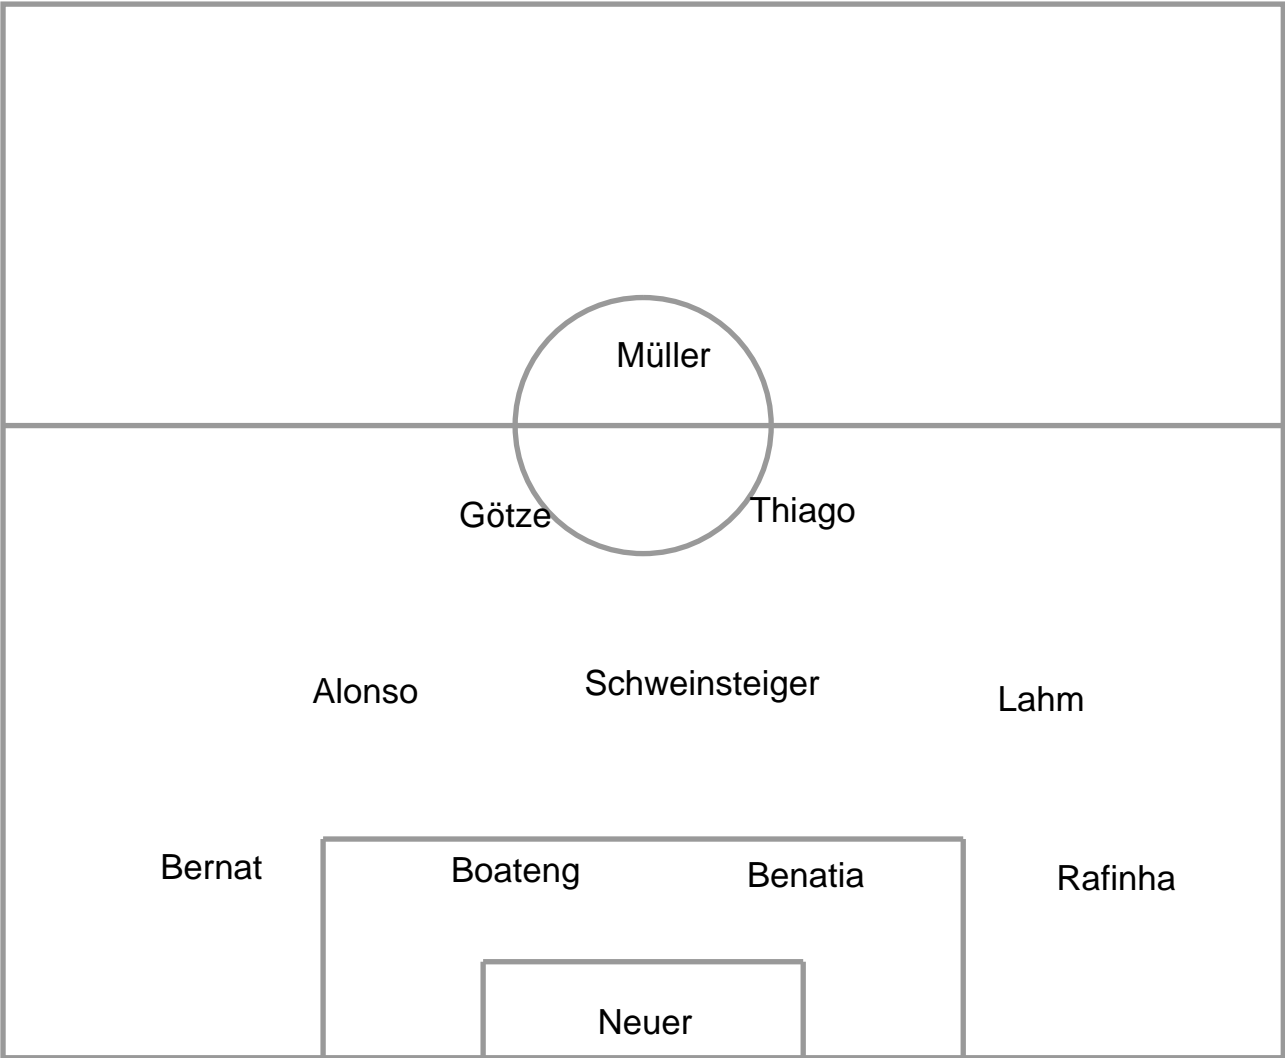 Müller
Götze
Thiago
Alonso
Schweinsteiger
Lahm
Bernat
Boateng
Benatia
Rafinha
Neuer